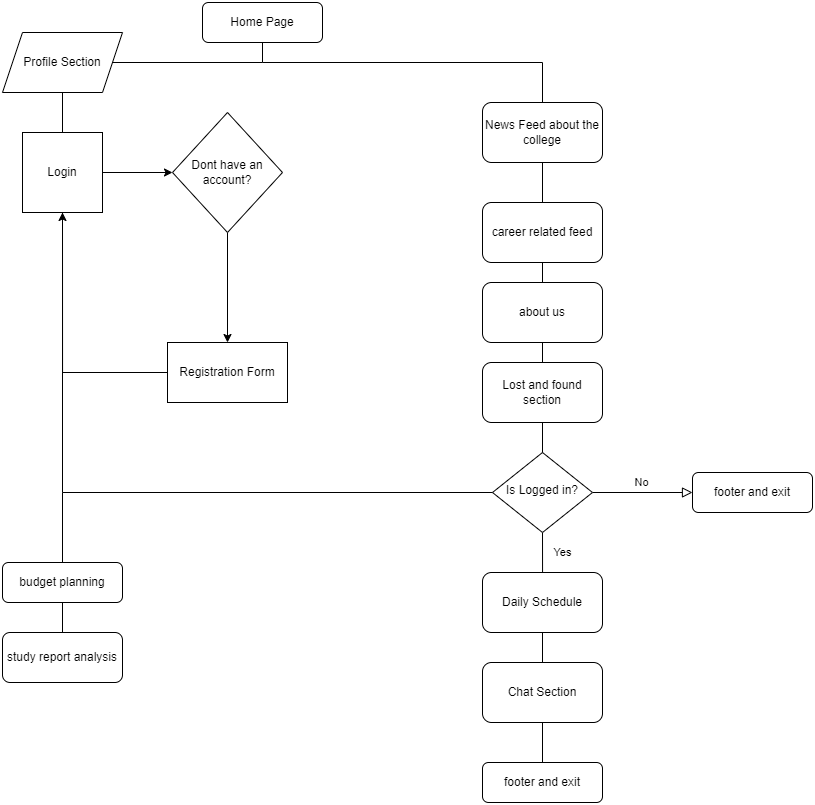 Home Page
Profile Section
News Feed about the
college
Login
Dont have an
account?
career related feed
about us
Registration Form
Lost and found
section
Is Logged in?
No
footer and exit
Yes
budget planning
Daily Schedule
study report analysis
Chat Section
footer and exit